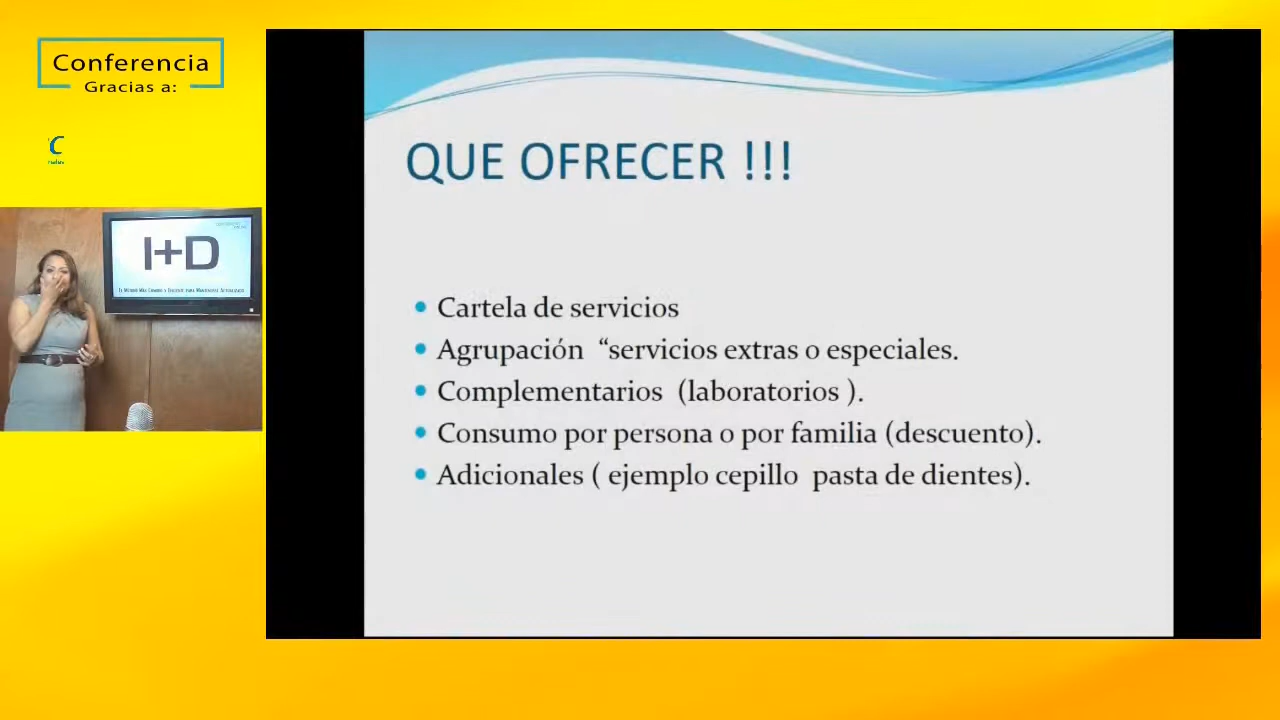 Conferencia
Gracias a:
I+D
QUE OFRECER !!!
Cartela de servicios
Agrupación “servicios extras o especiales.
Complementarios (laboratorios ).
Consumo por persona o por familia (descuento).
Adicionales ( ejemplo cepillo pasta de dientes).